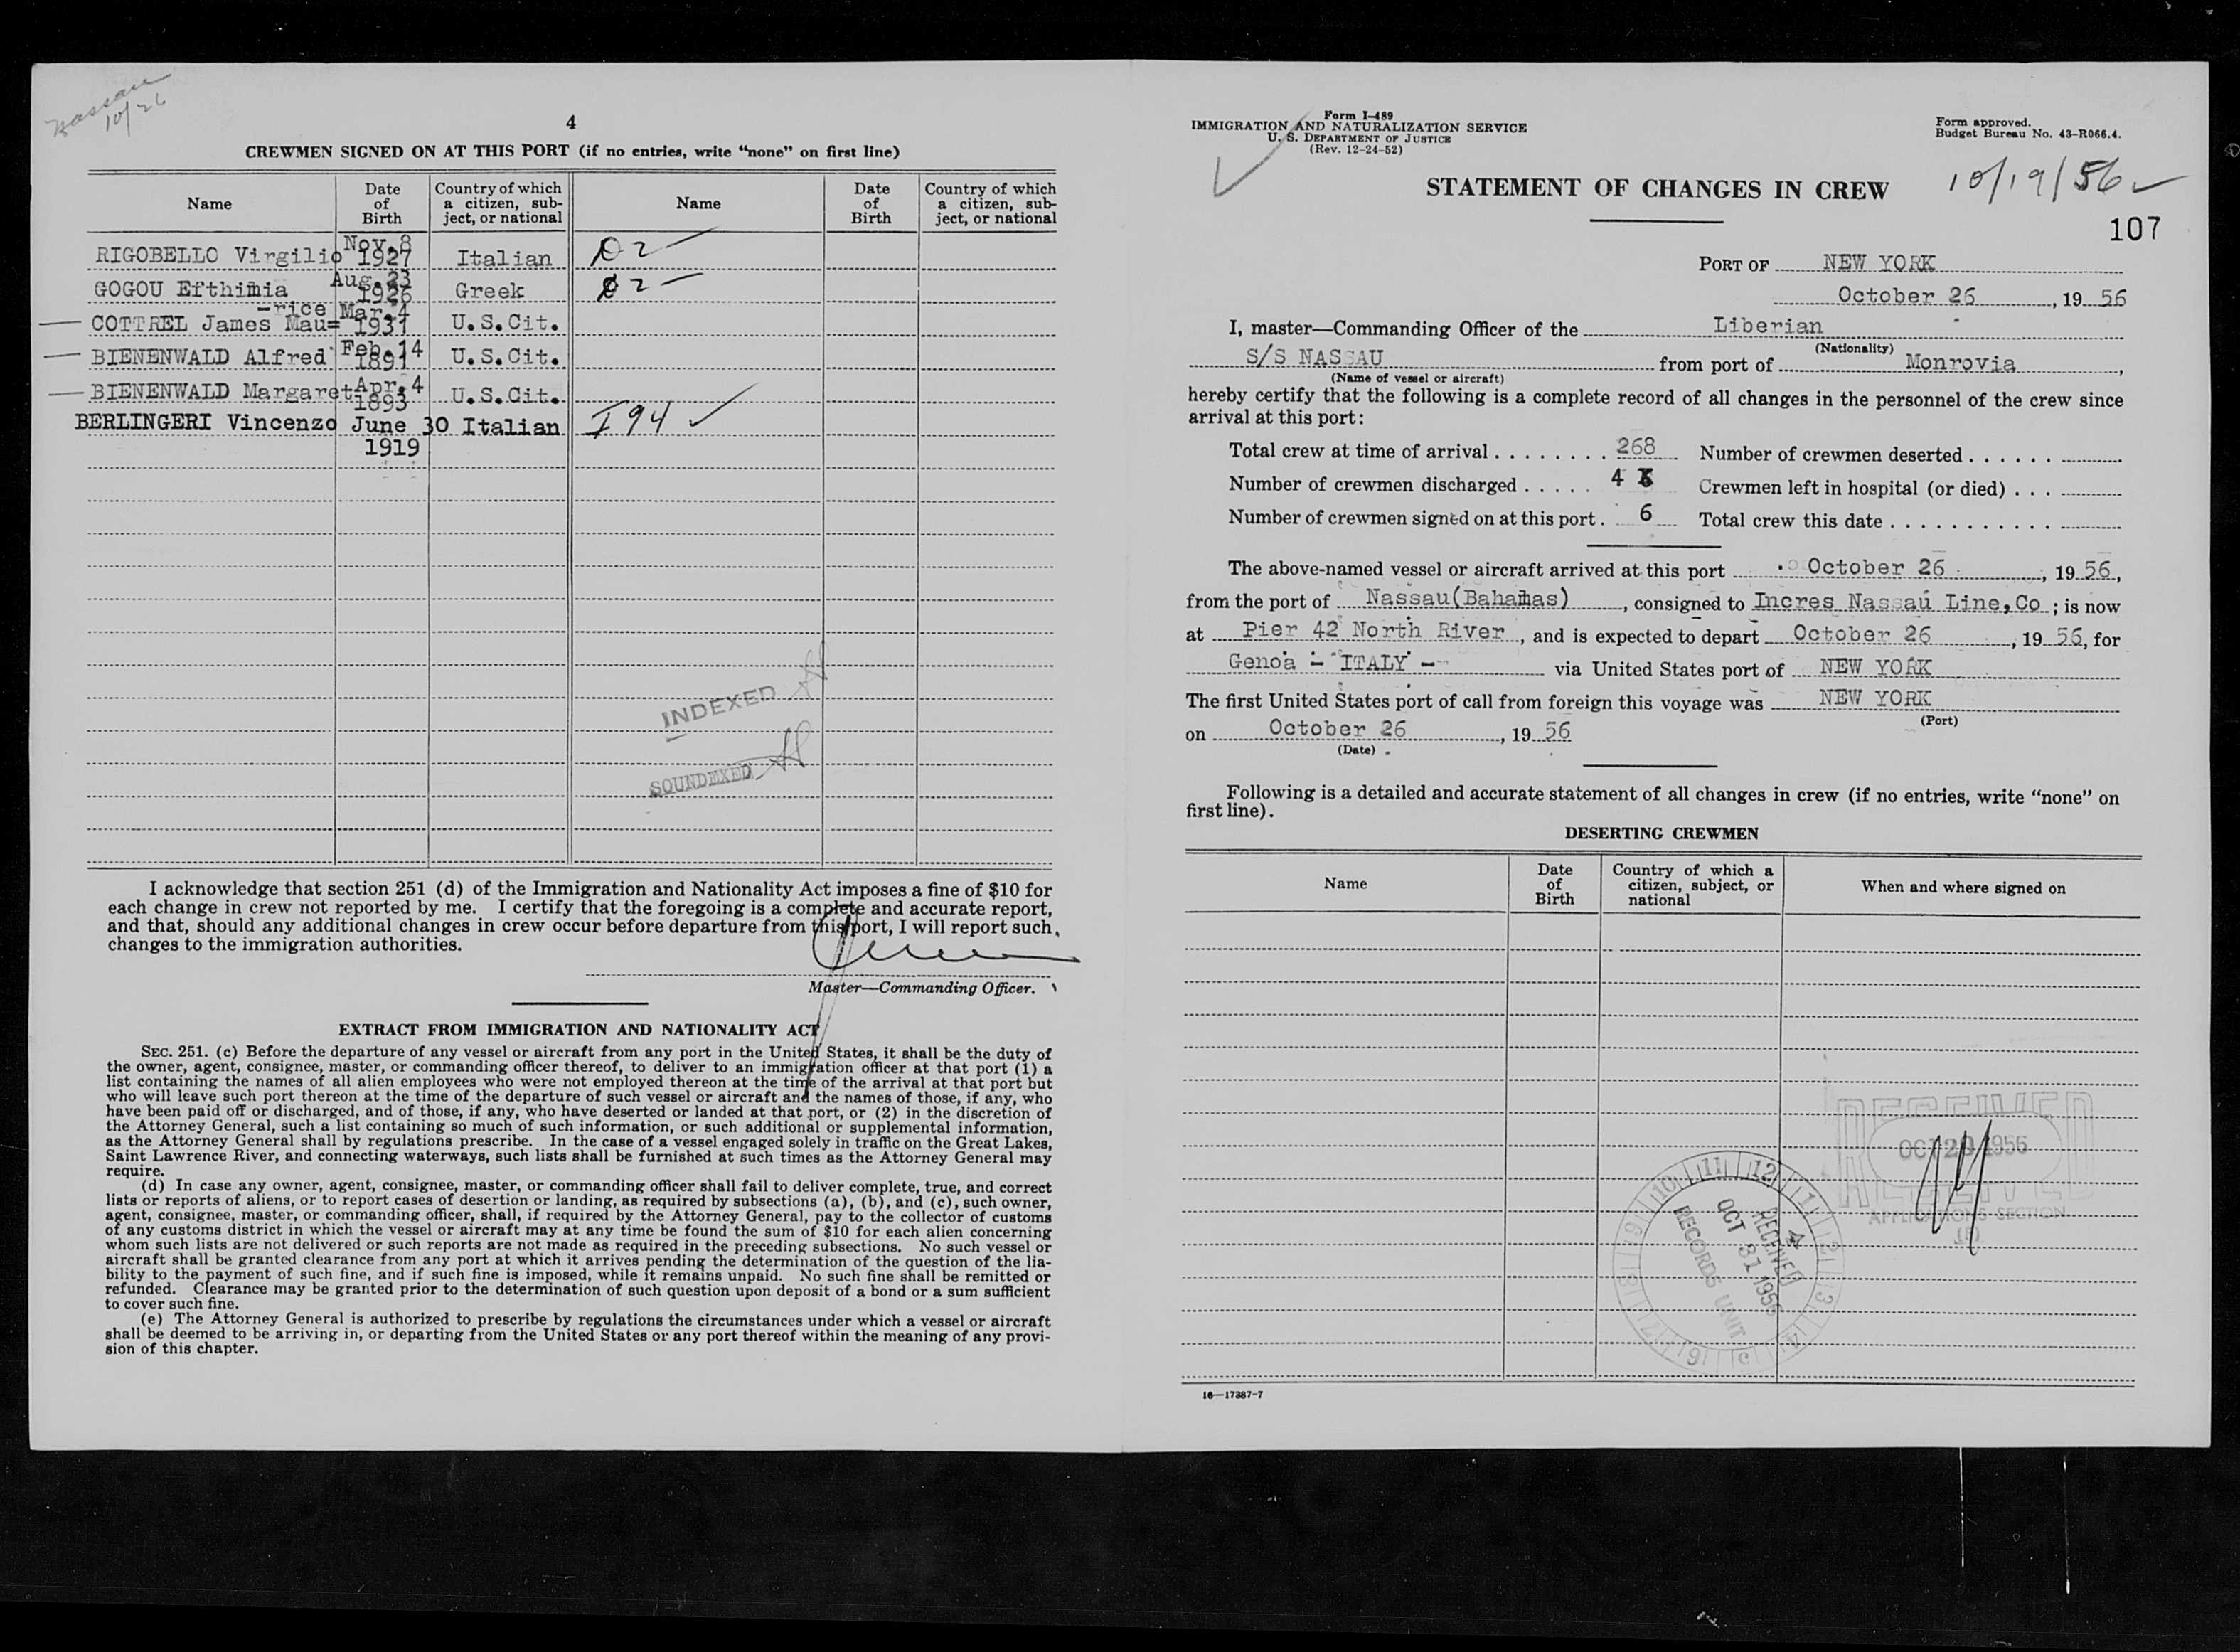 Nassau
10/26
4
CREWMEN SIGNED ON AT THIS PORT (if no entries, write “none” on first line)
Name | Date of Birth | Country of which a citizen, subject, or national | Name | Date of Birth | Country of which a citizen, subject, or national
RIGOBELLO Virgilio | Nov.8 1927 | Italian | D2 —
GOGOU Efthimia | Aug.23 1926 | Greek | D2 —
— COTTREL James Mau=-rice | Mar.4 1931 | U.S.Cit.
— BIENENWALD Alfred | Feb.14 1891 | U.S.Cit.
— BIENENWALD Margaret | Apr.4 1893 | U.S.Cit.
BERLINGERI Vincenzo | June 30 1919 | Italian | I94 ✓
INDEXED
SOUNDEXED
I acknowledge that section 251 (d) of the Immigration and Nationality Act imposes a fine of $10 for
each change in crew not reported by me. I certify that the foregoing is a complete and accurate report,
and that, should any additional changes in crew occur before departure from this port, I will report such
changes to the immigration authorities.
Master—Commanding Officer.
EXTRACT FROM IMMIGRATION AND NATIONALITY ACT
SEC. 251. (c) Before the departure of any vessel or aircraft from any port in the United States, it shall be the duty of
the owner, agent, consignee, master, or commanding officer thereof, to deliver to an immigration officer at that port (1) a
list containing the names of all alien employees who were not employed thereon at the time of the arrival at that port but
who will leave such port thereon at the time of the departure of such vessel or aircraft and the names of those, if any, who
have been paid off or discharged, and of those, if any, who have deserted or landed at that port, or (2) in the discretion of
the Attorney General, such a list containing so much of such information, or such additional or supplemental information,
as the Attorney General shall by regulations prescribe. In the case of a vessel engaged solely in traffic on the Great Lakes,
Saint Lawrence River, and connecting waterways, such lists shall be furnished at such times as the Attorney General may
require.
(d) In case any owner, agent, consignee, master, or commanding officer shall fail to deliver complete, true, and correct
lists or reports of aliens, or to report cases of desertion or landing, as required by subsections (a), (b), and (c), such owner,
agent, consignee, master, or commanding officer, shall, if required by the Attorney General, pay to the collector of customs
of any customs district in which the vessel or aircraft may at any time be found the sum of $10 for each alien concerning
whom such lists are not delivered or such reports are not made as required in the preceding subsections. No such vessel or
aircraft shall be granted clearance from any port at which it arrives pending the determination of the question of the lia-
bility to the payment of such fine, and if such fine is imposed, while it remains unpaid. No such fine shall be remitted or
refunded. Clearance may be granted prior to the determination of such question upon deposit of a bond or a sum sufficient
to cover such fine.
(e) The Attorney General is authorized to prescribe by regulations the circumstances under which a vessel or aircraft
shall be deemed to be arriving in, or departing from the United States or any port thereof within the meaning of any provi-
sion of this chapter.
Form I-489
IMMIGRATION AND NATURALIZATION SERVICE
U. S. DEPARTMENT OF JUSTICE
(Rev. 12-24-52)
Form approved.
Budget Bureau No. 43-R066.4.
STATEMENT OF CHANGES IN CREW
10/19/56 ✓
107
PORT OF NEW YORK
October 26, 19 56
I, master—Commanding Officer of the Liberian
(Nationality)
S/S NASSAU from port of Monrovia,
(Name of vessel or aircraft)
hereby certify that the following is a complete record of all changes in the personnel of the crew since
arrival at this port:
Total crew at time of arrival . . . . . . . . 268 Number of crewmen deserted . . . . . .
Number of crewmen discharged . . . . . 4 Crewmen left in hospital (or died) . . .
Number of crewmen signed on at this port . 6 Total crew this date . . . . . . . . . . . .
The above-named vessel or aircraft arrived at this port October 26, 19 56,
from the port of Nassau(Bahamas), consigned to Incres Nassau Line,Co ; is now
at Pier 42 North River, and is expected to depart October 26, 19 56, for
Genoa - ITALY - via United States port of NEW YORK
The first United States port of call from foreign this voyage was NEW YORK
(Port)
on October 26, 19 56
(Date)
Following is a detailed and accurate statement of all changes in crew (if no entries, write “none” on
first line).
DESERTING CREWMEN
Name | Date of Birth | Country of which a citizen, subject, or national | When and where signed on
RECEIVED
OCT 29 1956
APPLICATIONS SECTION
10 11 12 1 2 3 4 5 6 7 8 9
RECEIVED
OCT 31 1956
RECORDS UNIT
16—17387-7